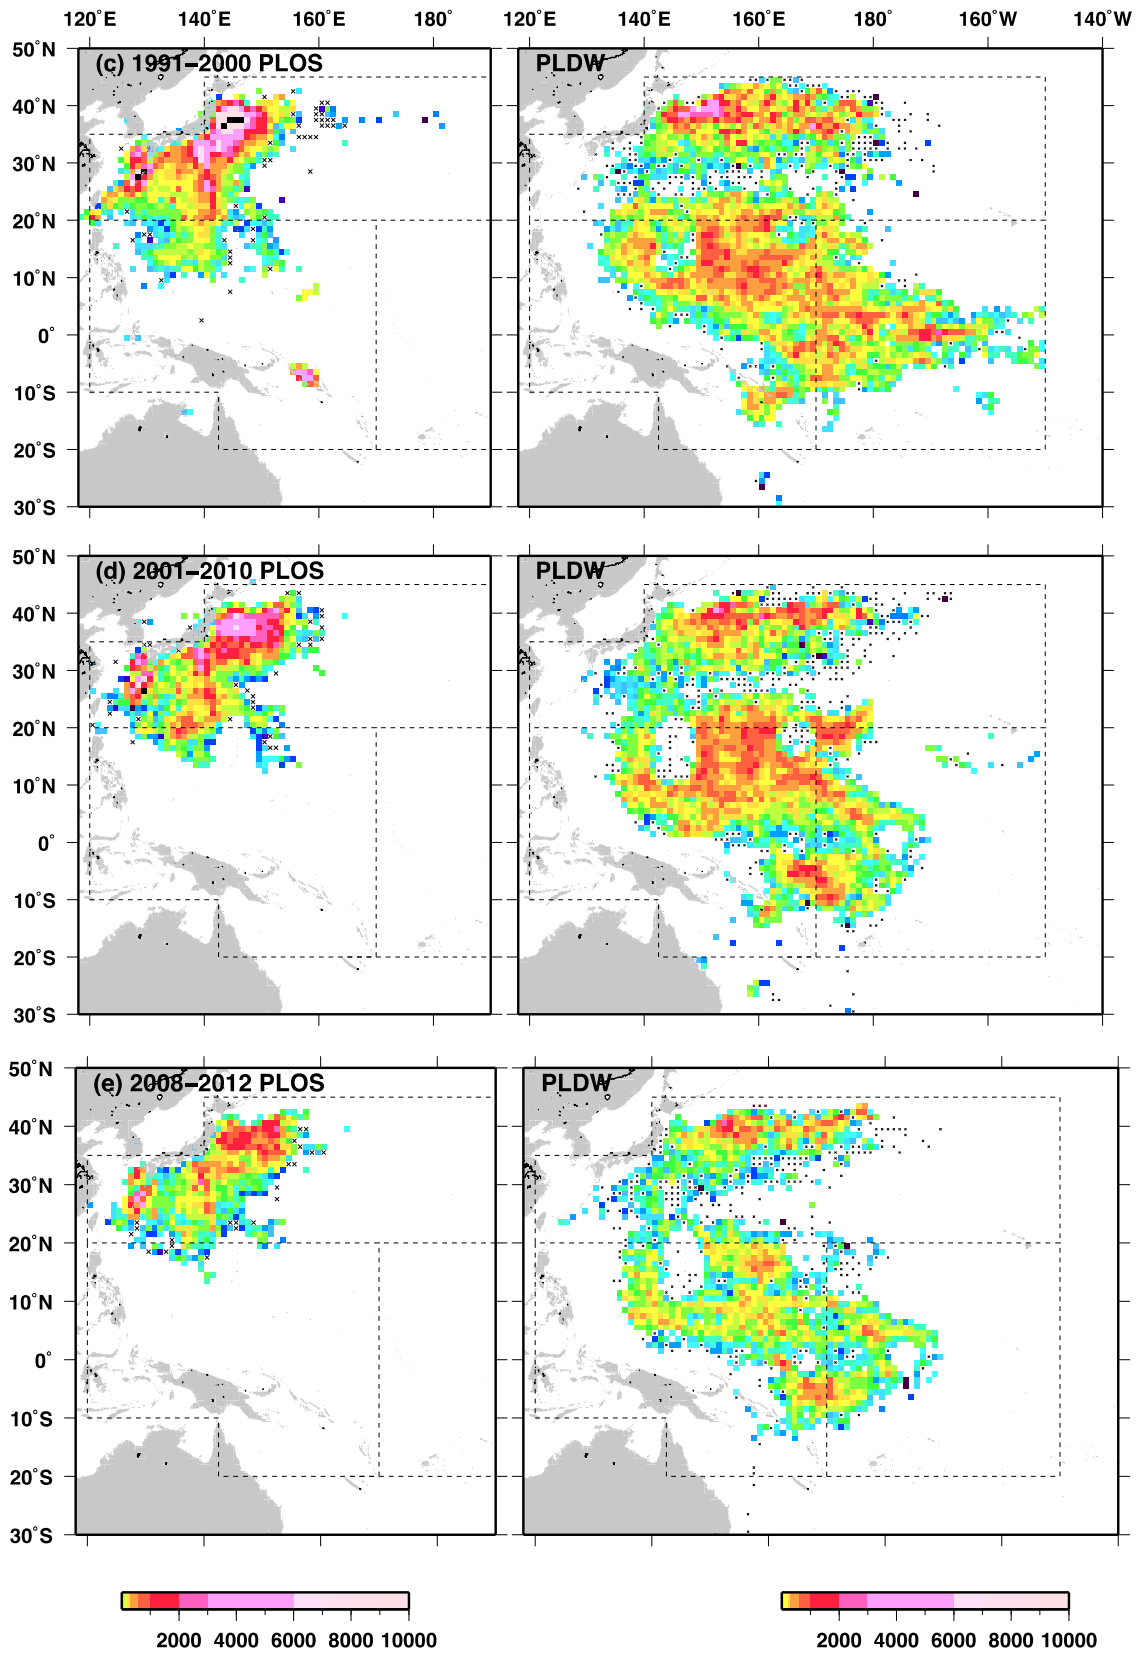 120˚E 140˚E 160˚E 180˚ 120˚E 140˚E 160˚E 180˚ 160˚W 140˚W
50˚N
(c) 1991–2000 PLOS PLDW
40˚N
30˚N
20˚N
10˚N
0˚
10˚S
20˚S
30˚S
50˚N
(d) 2001–2010 PLOS PLDW
40˚N
30˚N
20˚N
10˚N
0˚
10˚S
20˚S
30˚S
50˚N
(e) 2008–2012 PLOS PLDW
40˚N
30˚N
20˚N
10˚N
0˚
10˚S
20˚S
30˚S
2000 4000 6000 8000 10000 2000 4000 6000 8000 10000